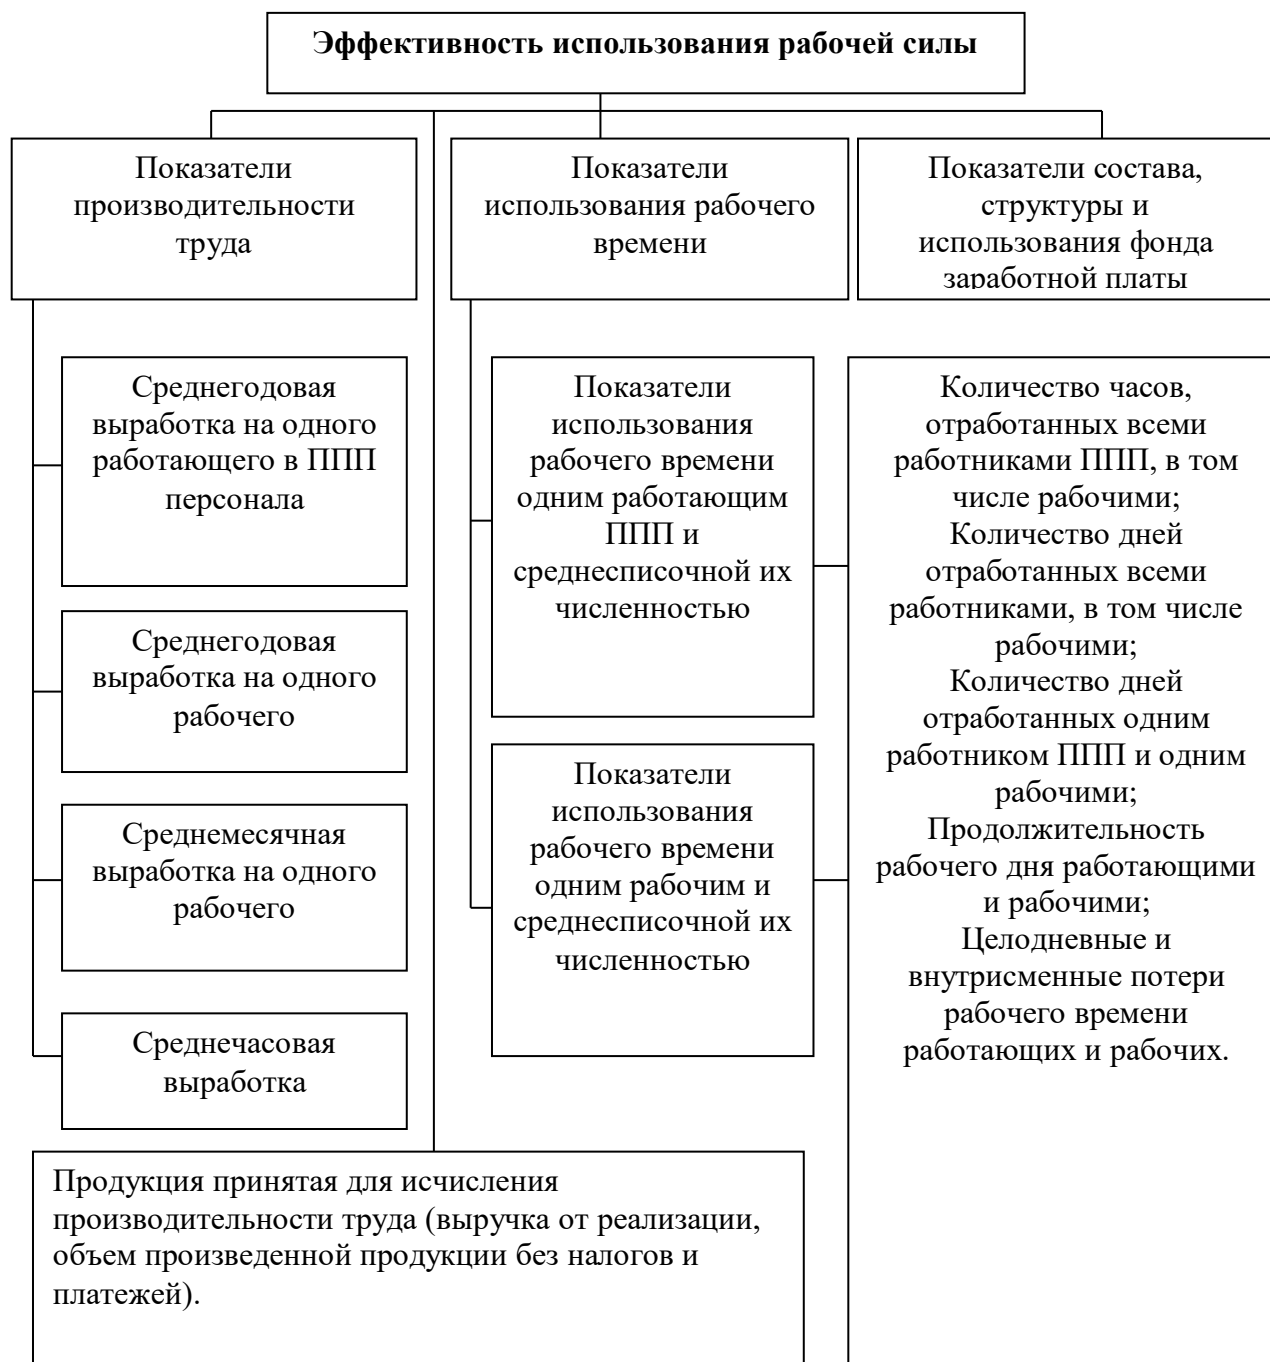 Эффективность использования рабочей силы
Показатели
производительности
труда
Показатели
использования рабочего
времени
Показатели состава,
структуры и
использования фонда
заработной платы
Среднегодовая
выработка на одного
работающего в ППП
персонала
Среднегодовая
выработка на одного
рабочего
Среднемесячная
выработка на одного
рабочего
Среднечасовая
выработка
Показатели
использования
рабочего времени
одним работающим
ППП и
среднесписочной их
численностью
Показатели
использования
рабочего времени
одним рабочим и
среднесписочной их
численностью
Количество часов,
отработанных всеми
работниками ППП, в том
числе рабочими;
Количество дней
отработанных всеми
работниками, в том числе
рабочими;
Количество дней
отработанных одним
работником ППП и одним
рабочими;
Продолжительность
рабочего дня работающими
и рабочими;
Целодневные и
внутрисменные потери
рабочего времени
работающих и рабочих.
Продукция принятая для исчисления
производительности труда (выручка от реализации,
объем произведенной продукции без налогов и
платежей).